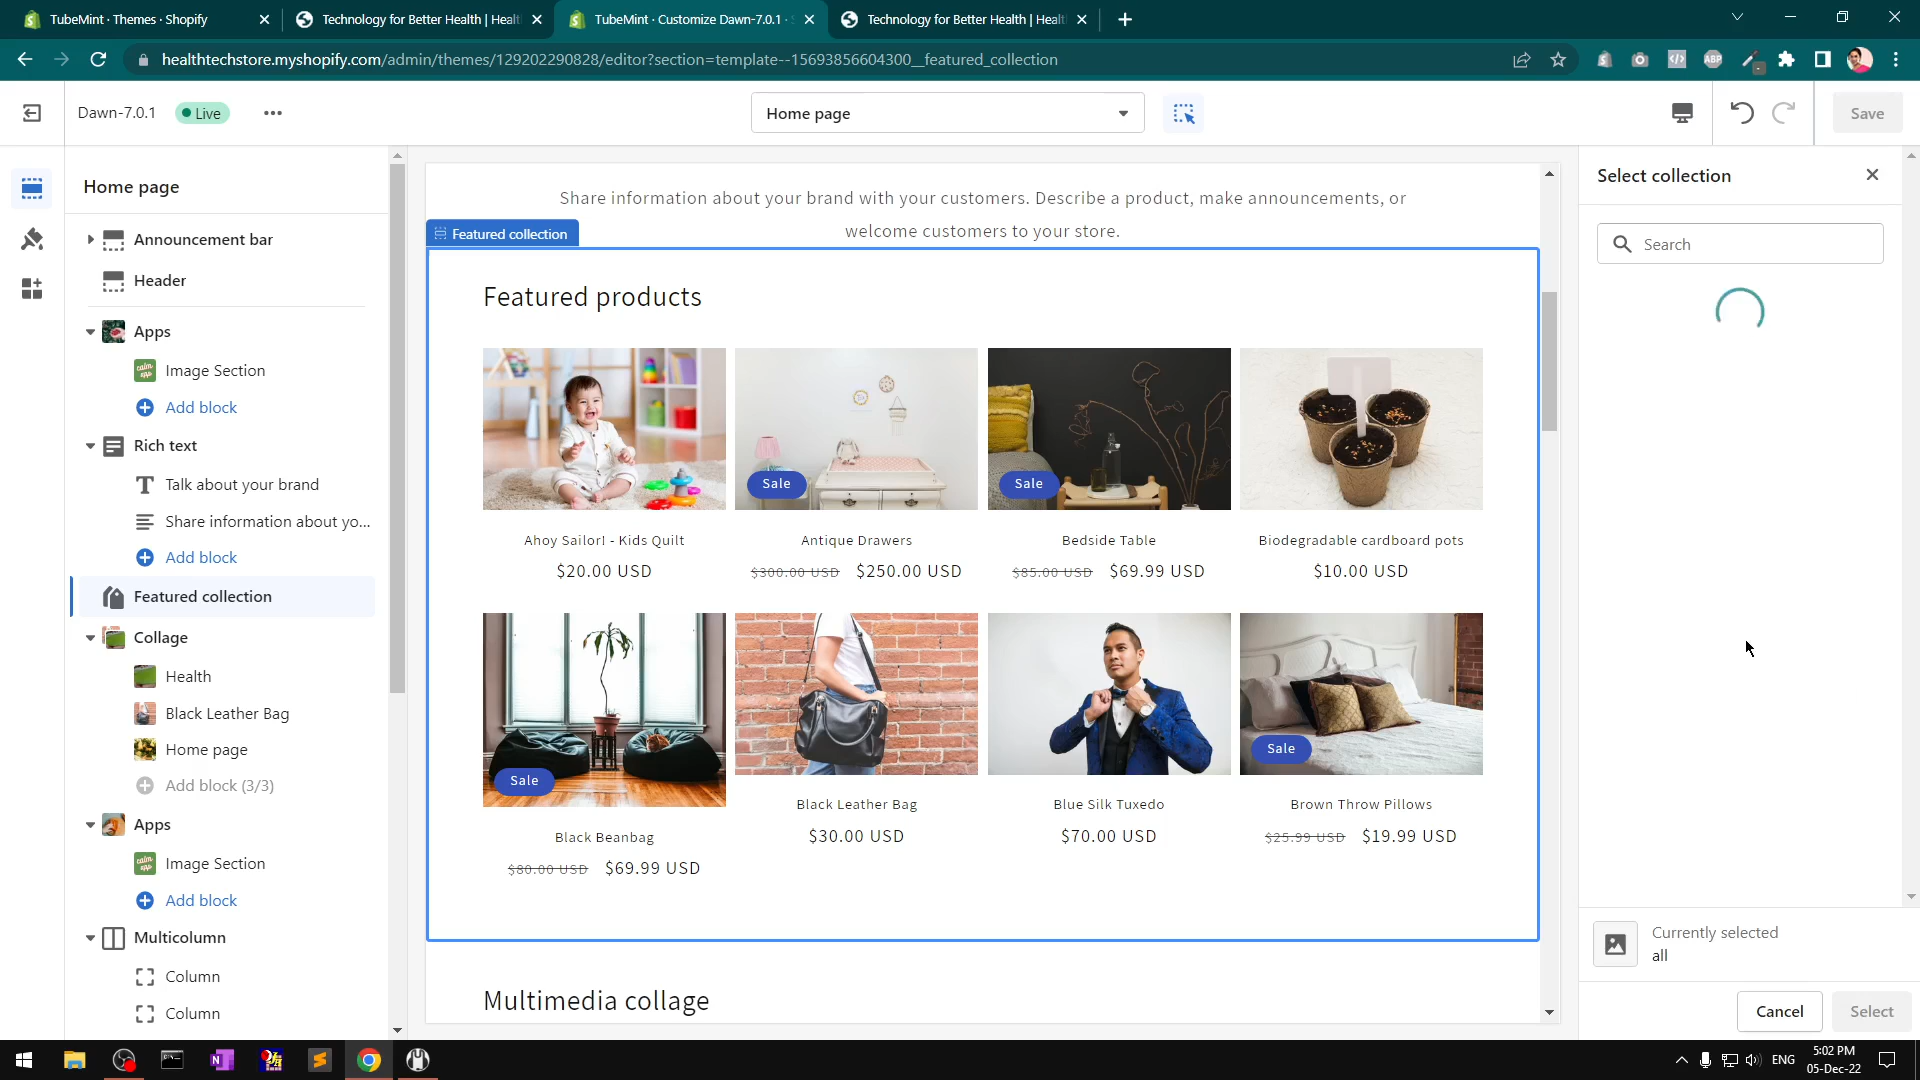 TubeMint · Themes · Shopify
Technology for Better Health | Healt
TubeMint · Customize Dawn-7.0.1 ·
Technology for Better Health | Healt
healthtechstore.myshopify.com/admin/themes/129202290828/editor?section=template--15693856604300__featured_collection
ABP
Dawn-7.0.1
Live
Home page
Save
Home page
Announcement bar
Header
Apps
Image Section
Add block
Rich text
Talk about your brand
Share information about yo...
Add block
Featured collection
Collage
Health
Black Leather Bag
Home page
Add block (3/3)
Apps
Image Section
Add block
Multicolumn
Column
Column
Share information about your brand with your customers. Describe a product, make announcements, or
welcome customers to your store.
Featured collection
Featured products
Sale
Sale
Ahoy Sailor! - Kids Quilt
$20.00 USD
Antique Drawers
$300.00 USD $250.00 USD
Bedside Table
$85.00 USD $69.99 USD
Biodegradable cardboard pots
$10.00 USD
Sale
Sale
Black Beanbag
$80.00 USD $69.99 USD
Black Leather Bag
$30.00 USD
Blue Silk Tuxedo
$70.00 USD
Brown Throw Pillows
$25.99 USD $19.99 USD
Multimedia collage
Select collection
Search
Currently selected
all
Cancel
Select
ENG
5:02 PM
05-Dec-22